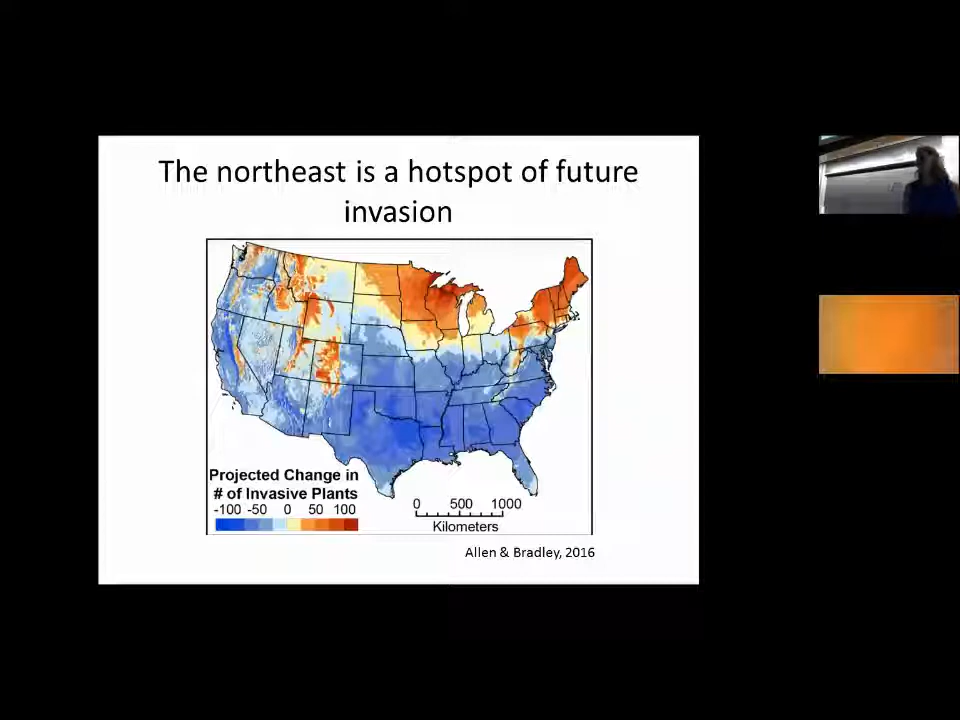 The northeast is a hotspot of future
invasion
Projected Change in
# of Invasive Plants
-100 -50 0 50 100
0 500 1000
Kilometers
Allen & Bradley, 2016